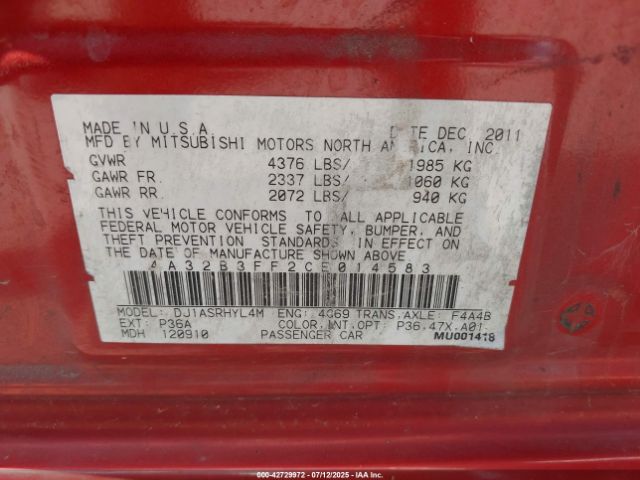 MADE IN U.S.A. DATE DEC. 2011
MFD BY MITSUBISHI MOTORS NORTH AMERICA, INC.
GVWR 4376 LBS/ 1985 KG
GAWR FR. 2337 LBS/ 1060 KG
GAWR RR. 2072 LBS/ 940 KG
THIS VEHICLE CONFORMS TO ALL APPLICABLE
FEDERAL MOTOR VEHICLE SAFETY, BUMPER, AND
THEFT PREVENTION STANDARDS IN EFFECT ON
THE DATE OF MANUFACTURE SHOWN ABOVE
4A32B3FF2CE014583
MODEL: DJ1ASRHYL4M ENG: 4G69 TRANS.AXLE: F4A4B
EXT: P36A COLOR.INT.OPT: P36.47X.A01
MDH 120910 PASSENGER CAR MU001418
000-42729972 - 07/12/2025 - IAA Inc.